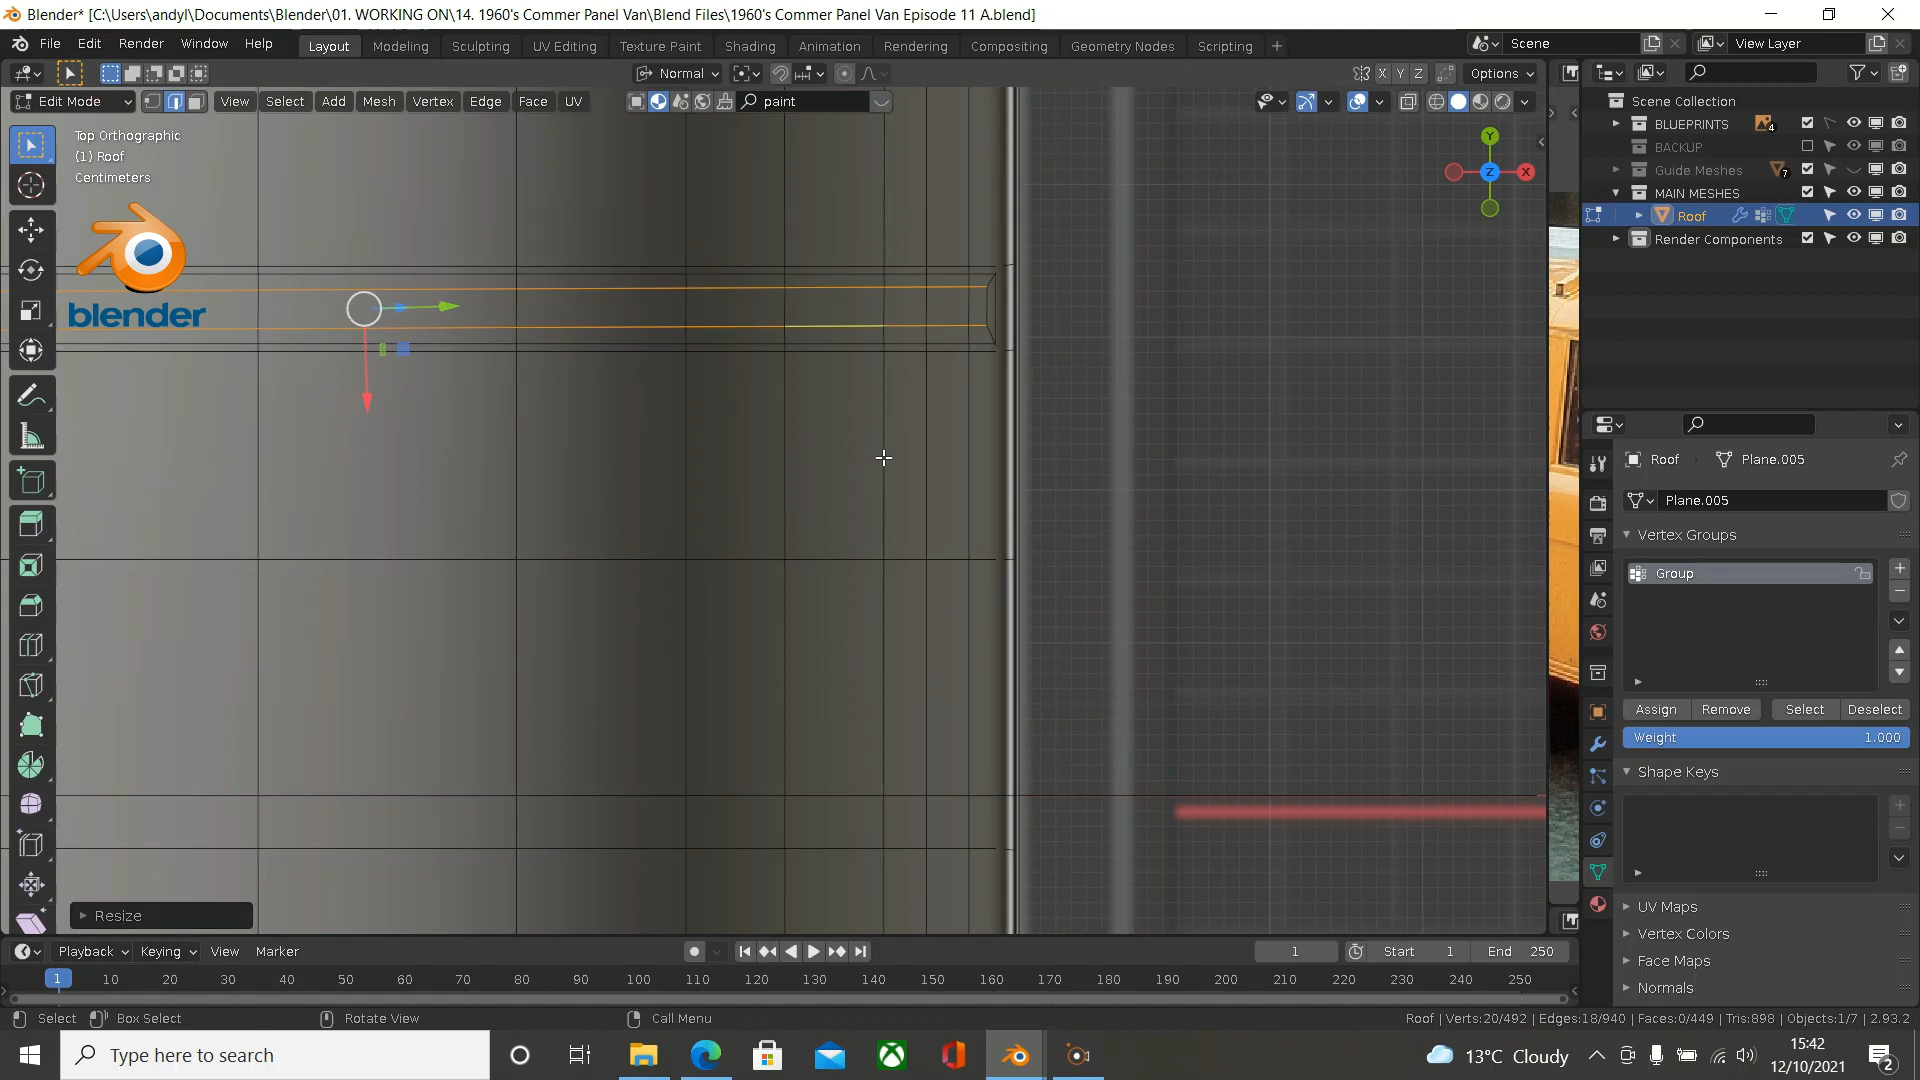 Blender* [C:\Users\andyl\Documents\Blender\01. WORKING ON\14. 1960's Commer Panel Van\Blend Files\1960's Commer Panel Van Episode 11 A.blend]
File Edit Render Window Help Layout Modeling Sculpting UV Editing Texture Paint Shading Animation Rendering Compositing Geometry Nodes Scripting + Scene View Layer
Normal X Y Z Options
Edit Mode View Select Add Mesh Vertex Edge Face UV paint
Scene Collection
BLUEPRINTS 4
BACKUP
Guide Meshes 7
MAIN MESHES
Roof
Render Components
Top Orthographic
(1) Roof
Centimeters
Y
Z X
blender
Roof Plane.005
Plane.005
Vertex Groups
Group
Assign Remove Select Deselect
Weight 1.000
Shape Keys
UV Maps
Vertex Colors
Face Maps
Normals
Resize
Playback Keying View Marker 1 Start 1 End 250
1 10 20 30 40 50 60 70 80 90 100 110 120 130 140 150 160 170 180 190 200 210 220 230 240 250
Select Box Select Rotate View Call Menu Roof | Verts:20/492 | Edges:18/940 | Faces:0/449 | Tris:898 | Objects:1/7 | 2.93.2
Type here to search 13°C Cloudy 15:42
12/10/2021 2